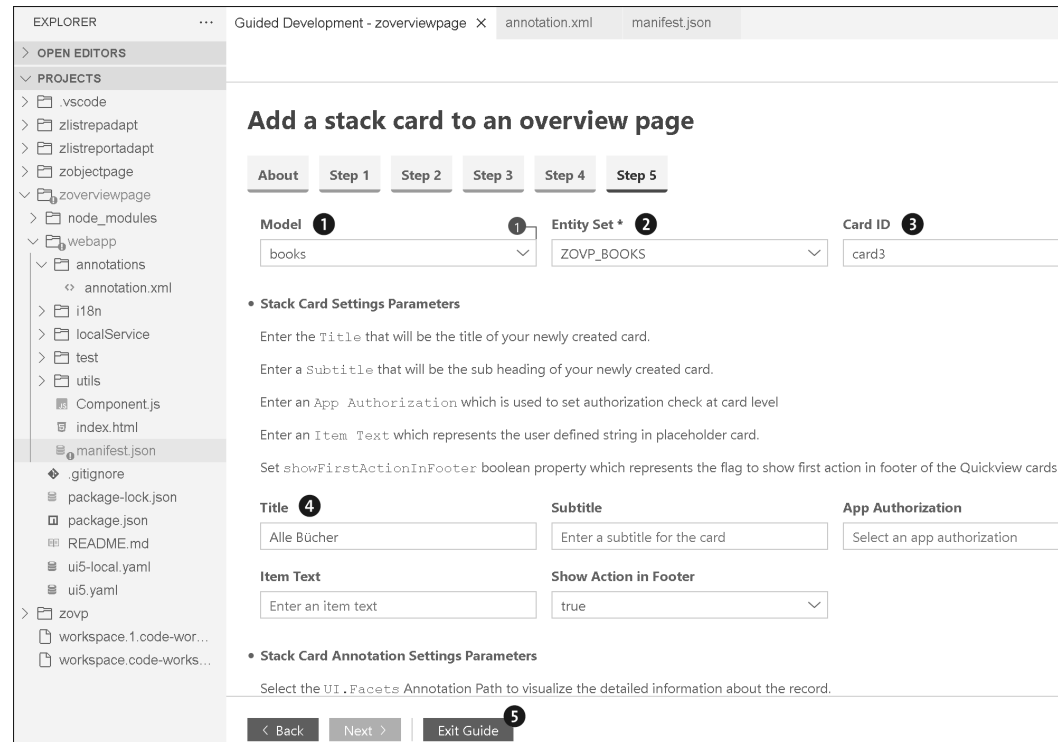 EXPLORER ...
Guided Development - zoverviewpage × annotation.xml manifest.json
OPEN EDITORS
PROJECTS
.vscode
zlistrepadapt
zlistreportadapt
zobjectpage
zoverviewpage
node_modules
webapp
annotations
annotation.xml
i18n
localService
test
utils
Component.js
index.html
manifest.json
.gitignore
package-lock.json
package.json
README.md
ui5-local.yaml
ui5.yaml
zovp
workspace.1.code-wor...
workspace.code-works...
Add a stack card to an overview page
About Step 1 Step 2 Step 3 Step 4 Step 5
Model 1 1 Entity Set * 2 Card ID 3
books ZOVP_BOOKS card3
• Stack Card Settings Parameters
Enter the Title that will be the title of your newly created card.
Enter a Subtitle that will be the sub heading of your newly created card.
Enter an App Authorization which is used to set authorization check at card level
Enter an Item Text which represents the user defined string in placeholder card.
Set showFirstActionInFooter boolean property which represents the flag to show first action in footer of the Quickview cards
Title 4 Subtitle App Authorization
Alle Bücher Enter a subtitle for the card Select an app authorization
Item Text Show Action in Footer
Enter an item text true
• Stack Card Annotation Settings Parameters
Select the UI.Facets Annotation Path to visualize the detailed information about the record.
< Back Next > Exit Guide 5